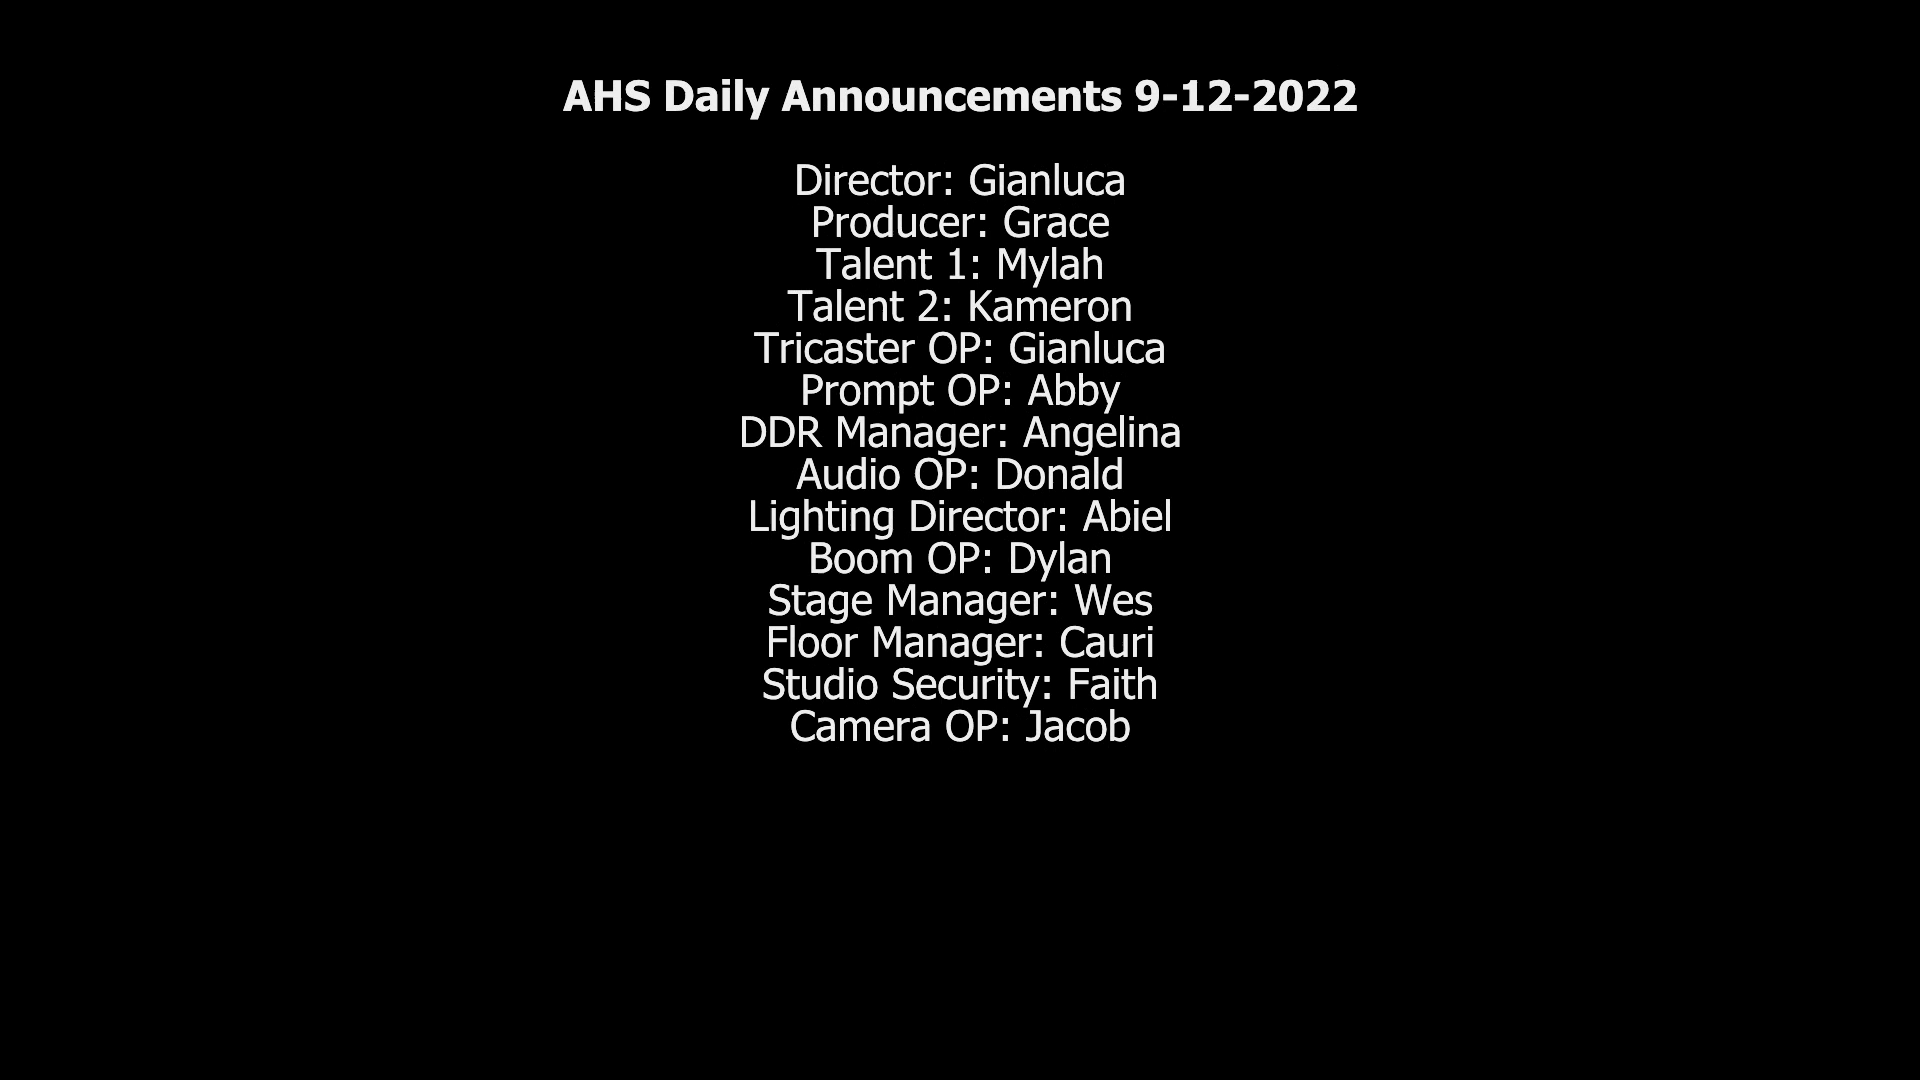 AHS Daily Announcements 9-12-2022
Director: Gianluca
Producer: Grace
Talent 1: Mylah
Talent 2: Kameron
Tricaster OP: Gianluca
Prompt OP: Abby
DDR Manager: Angelina
Audio OP: Donald
Lighting Director: Abiel
Boom OP: Dylan
Stage Manager: Wes
Floor Manager: Cauri
Studio Security: Faith
Camera OP: Jacob